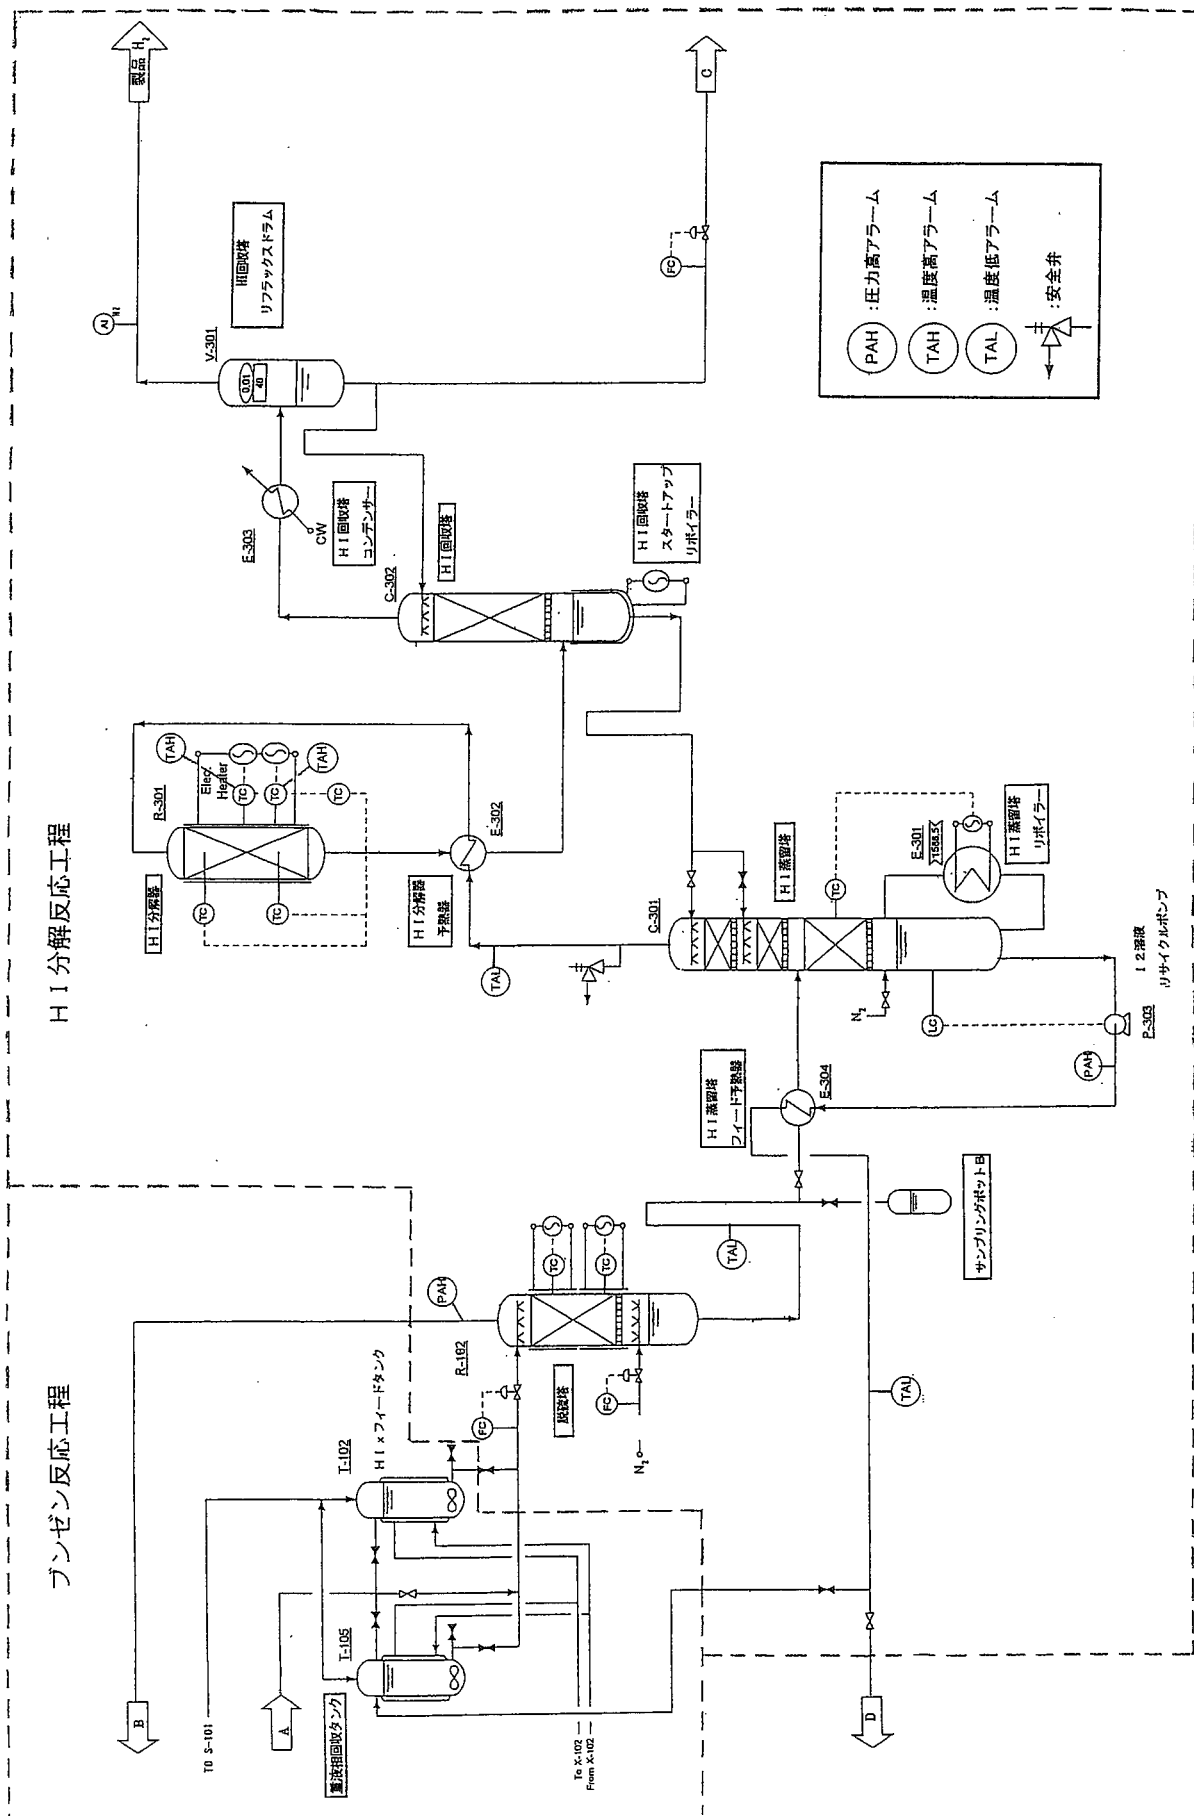 ブンゼン反応工程
HI分解反応工程
B
TO S-101
A
重液相回収タンク
T-105
T-102
HIxフィードタンク
To X-102
From X-102
D
PAH
R-102
脱硫塔
FC
FC
N₂
TC
TC
TAL
TAL
サンプリングポットB
HI蒸留塔
フィード予熱器
E-304
PAH
P-303
I2溶液
リサイクルポンプ
LC
N₂
TAL
C-301
HI蒸留塔
TC
E-301
1588.5
HI蒸留塔
リボイラー
HI分解器
R-301
TC
TC
TC
TC
TC
TAH
TAH
Elec.
Heater
HI分解器
予熱器
E-302
C-302
HI回収塔
HI回収塔
スタートアップ
リボイラー
E-303
CW
HI回収塔
コンデンサー
V-301
0.01
40
HI回収塔
リフラックスドラム
AI
H2
製品 H₂
FC
C
PAH :圧力高アラーム
TAH :温度高アラーム
TAL :温度低アラーム
:安全弁